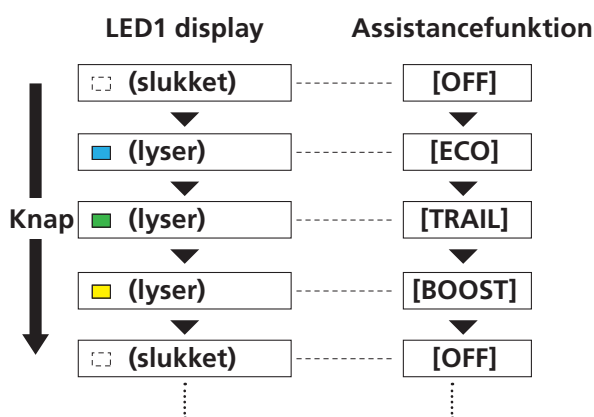 LED1 display Assistancefunktion
(slukket) [OFF]
(lyser) [ECO]
Knap (lyser) [TRAIL]
(lyser) [BOOST]
(slukket) [OFF]